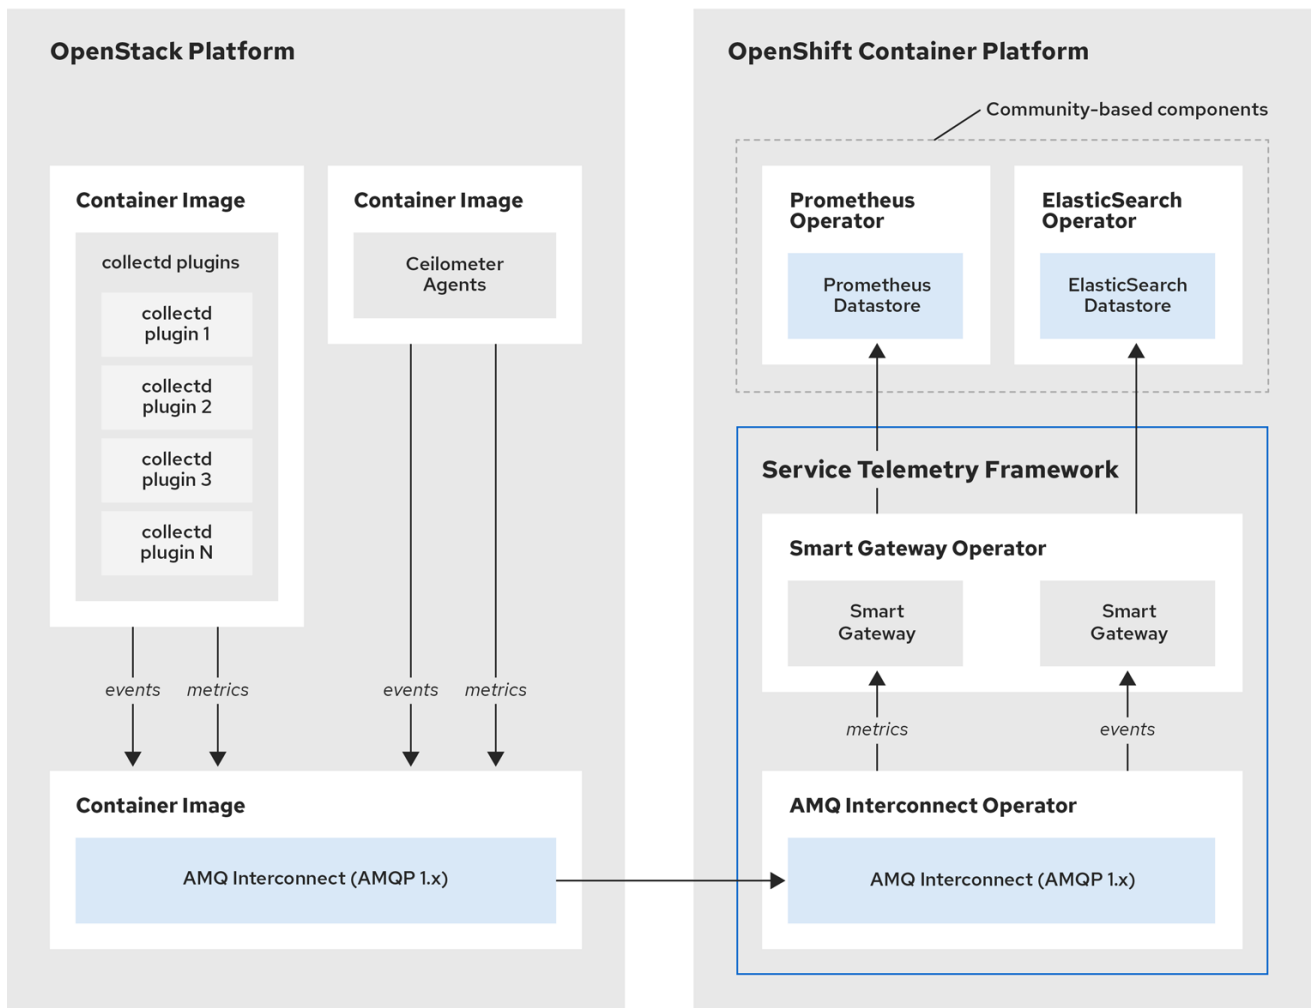 OpenStack Platform
Container Image
collectd plugins
collectd
plugin 1
collectd
plugin 2
collectd
plugin 3
collectd
plugin N
Container Image
Ceilometer
Agents
events
metrics
events
metrics
Container Image
AMQ Interconnect (AMQP 1.x)
OpenShift Container Platform
Community-based components
Prometheus
Operator
Prometheus
Datastore
ElasticSearch
Operator
ElasticSearch
Datastore
Service Telemetry Framework
Smart Gateway Operator
Smart
Gateway
Smart
Gateway
metrics
events
AMQ Interconnect Operator
AMQ Interconnect (AMQP 1.x)